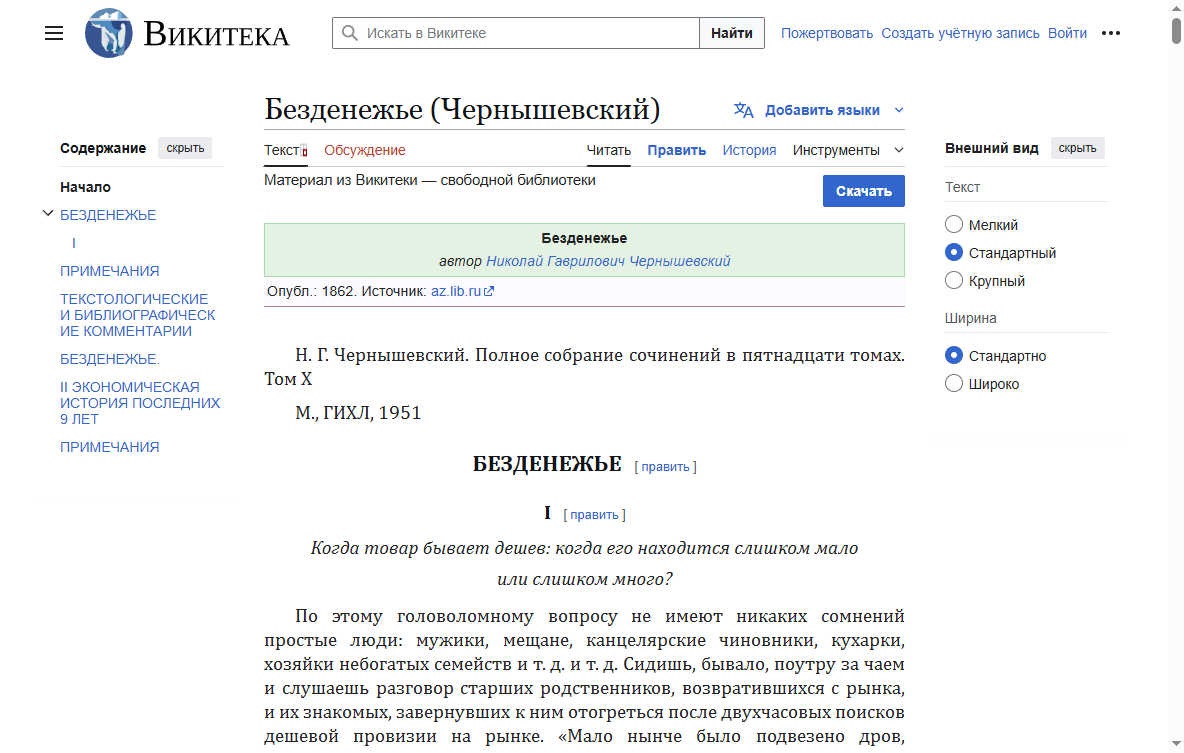 Викитека
Искать в Викитеке
Найти
Пожертвовать Создать учётную запись Войти
Содержание скрыть
Начало
БЕЗДЕНЕЖЬЕ
I
ПРИМЕЧАНИЯ
ТЕКСТОЛОГИЧЕСКИЕ
И БИБЛИОГРАФИЧЕСК
ИЕ КОММЕНТАРИИ
БЕЗДЕНЕЖЬЕ.
II ЭКОНОМИЧЕСКАЯ
ИСТОРИЯ ПОСЛЕДНИХ
9 ЛЕТ
ПРИМЕЧАНИЯ
Безденежье (Чернышевский)
Добавить языки
Текст Обсуждение Читать Править История Инструменты
Материал из Викитеки — свободной библиотеки
Скачать
Безденежье
автор Николай Гаврилович Чернышевский
Опубл.: 1862. Источник: az.lib.ru
Н. Г. Чернышевский. Полное собрание сочинений в пятнадцати томах.
Том X
М., ГИХЛ, 1951
БЕЗДЕНЕЖЬЕ [ править ]
I [ править ]
Когда товар бывает дешев: когда его находится слишком мало
или слишком много?
По этому головоломному вопросу не имеют никаких сомнений
простые люди: мужики, мещане, канцелярские чиновники, кухарки,
хозяйки небогатых семейств и т. д. и т. д. Сидишь, бывало, поутру за чаем
и слушаешь разговор старших родственников, возвратившихся с рынка,
и их знакомых, завернувших к ним отогреться после двухчасовых поисков
дешевой провизии на рынке. «Мало нынче было подвезено дров,
Внешний вид скрыть
Текст
Мелкий
Стандартный
Крупный
Ширина
Стандартно
Широко